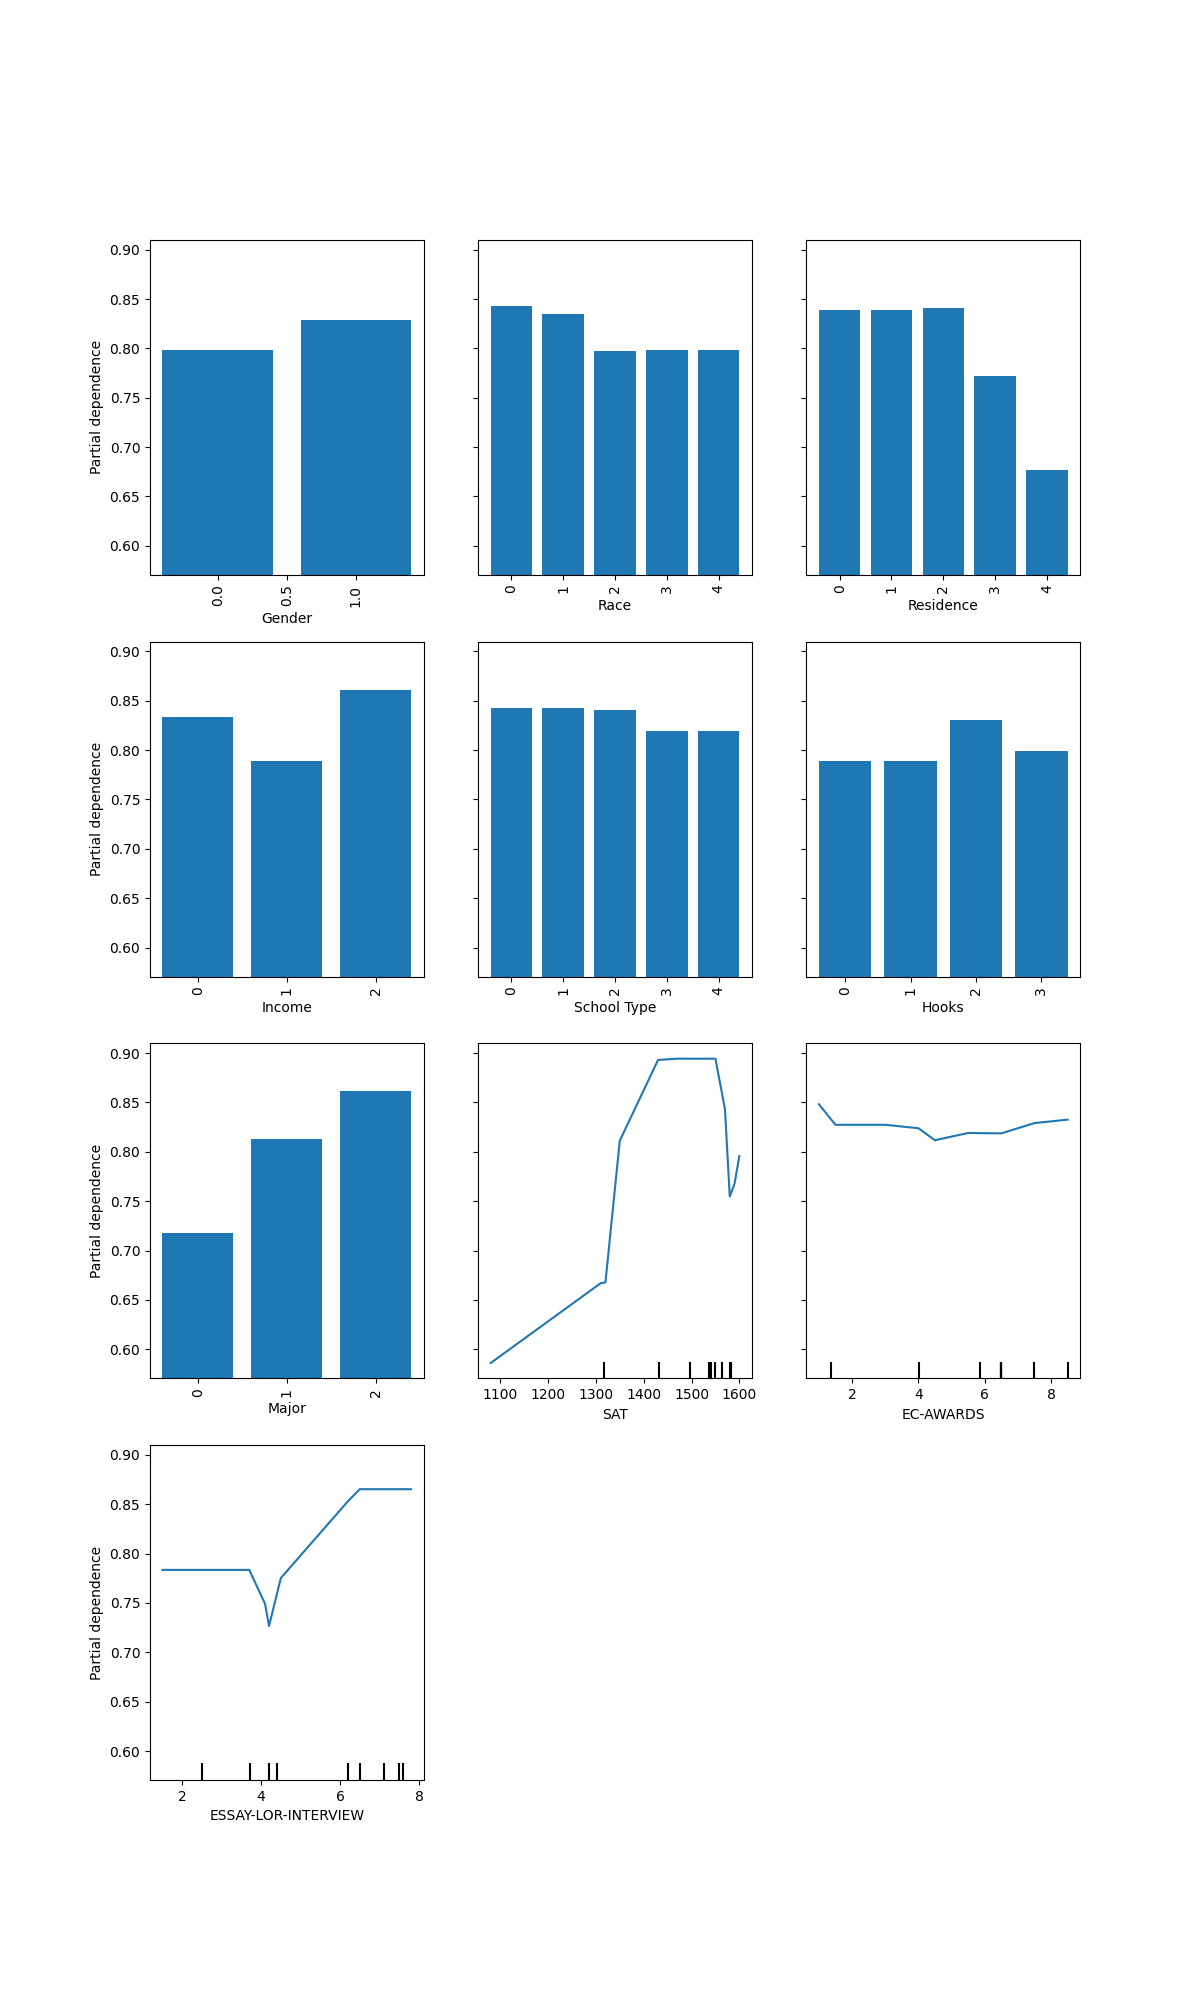 0.90
0.85
0.80
0.75
0.70
0.65
0.60
Partial dependence
0.0 0.5 1.0
Gender
0 1 2 3 4
Race
0 1 2 3 4
Residence
0.90
0.85
0.80
0.75
0.70
0.65
0.60
Partial dependence
0 1 2
Income
0 1 2 3 4
School Type
0 1 2 3
Hooks
0.90
0.85
0.80
0.75
0.70
0.65
0.60
Partial dependence
0 1 2
Major
1100 1200 1300 1400 1500 1600
SAT
2 4 6 8
EC-AWARDS
0.90
0.85
0.80
0.75
0.70
0.65
0.60
Partial dependence
2 4 6 8
ESSAY-LOR-INTERVIEW